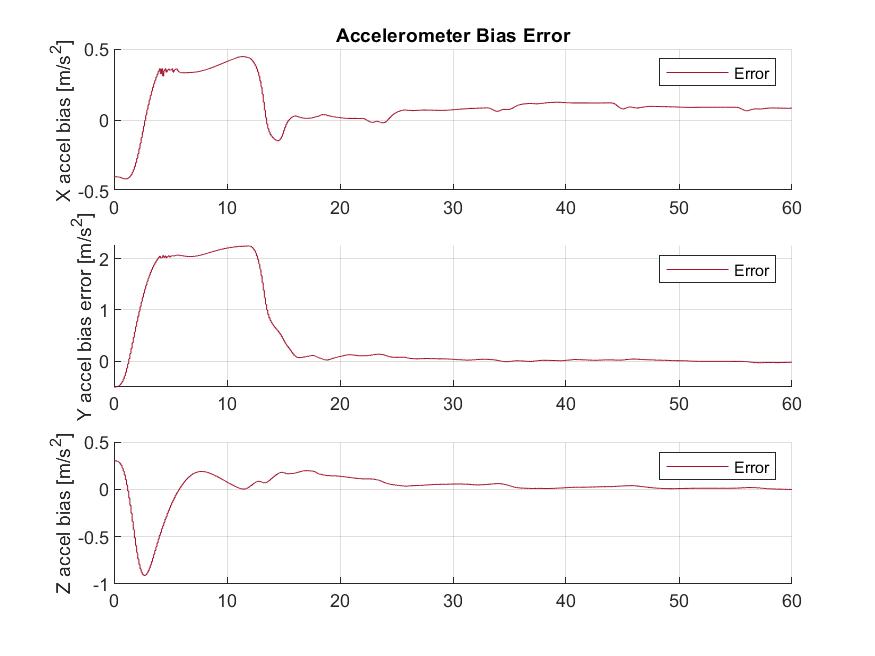 Accelerometer Bias Error
X accel bias [m/s2]
0.5
0
-0.5
Error
0 10 20 30 40 50 60
Y accel bias error [m/s2]
2
1
0
Error
0 10 20 30 40 50 60
Z accel bias [m/s2]
0.5
0
-0.5
-1
Error
0 10 20 30 40 50 60